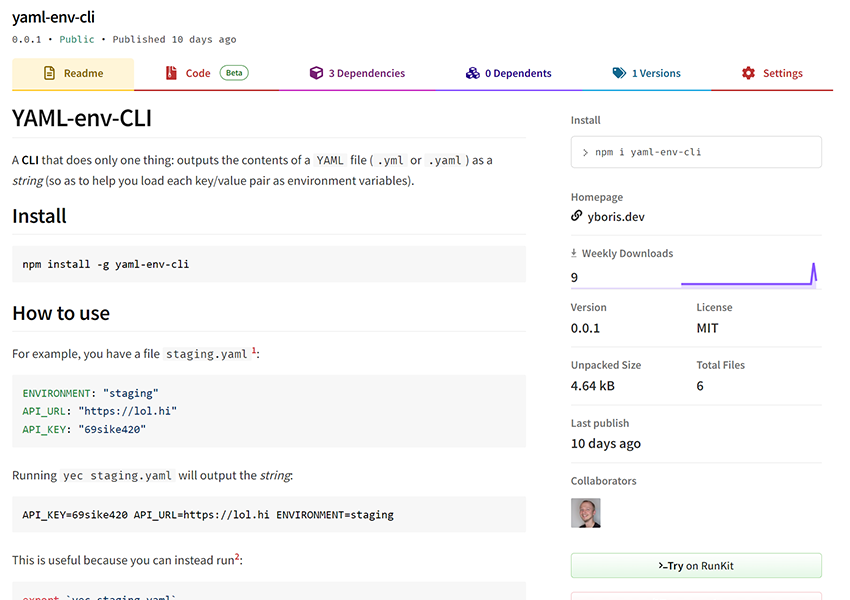 yaml-env-cli
0.0.1 • Public • Published 10 days ago
Readme
Code Beta
3 Dependencies
0 Dependents
1 Versions
Settings
YAML-env-CLI
A CLI that does only one thing: outputs the contents of a YAML file ( .yml or .yaml ) as a
string (so as to help you load each key/value pair as environment variables).
Install
npm install -g yaml-env-cli
How to use
For example, you have a file staging.yaml 1:
ENVIRONMENT: "staging"
API_URL: "https://lol.hi"
API_KEY: "69sike420"
Running yec staging.yaml will output the string:
API_KEY=69sike420 API_URL=https://lol.hi ENVIRONMENT=staging
This is useful because you can instead run2:
export `yec staging.yaml`
Install
> npm i yaml-env-cli
Homepage
yboris.dev
Weekly Downloads
9
Version
0.0.1
License
MIT
Unpacked Size
4.64 kB
Total Files
6
Last publish
10 days ago
Collaborators
>-Try on RunKit